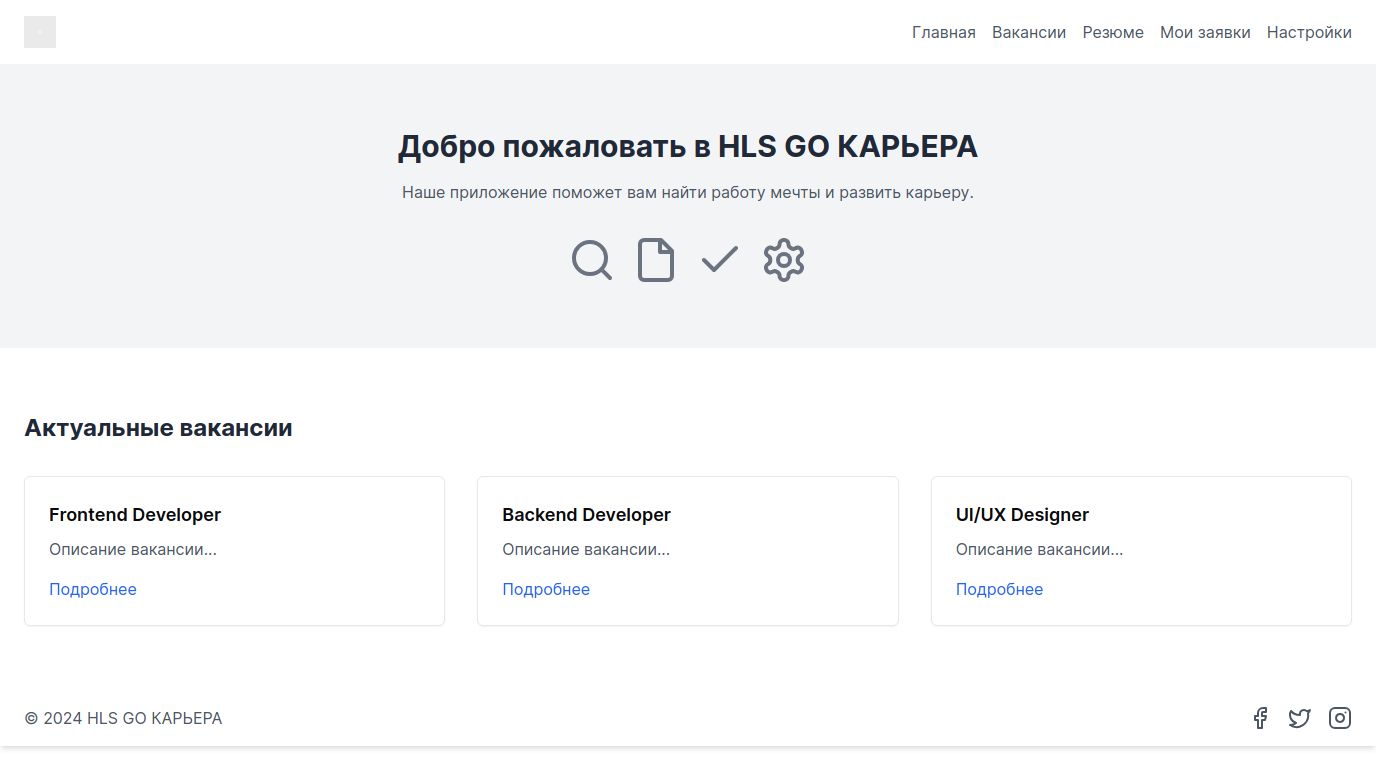 Главная Вакансии Резюме Мои заявки Настройки
Добро пожаловать в HLS GO КАРЬЕРА
Наше приложение поможет вам найти работу мечты и развить карьеру.
Актуальные вакансии
Frontend Developer
Описание вакансии...
Подробнее
Backend Developer
Описание вакансии...
Подробнее
UI/UX Designer
Описание вакансии...
Подробнее
© 2024 HLS GO КАРЬЕРА